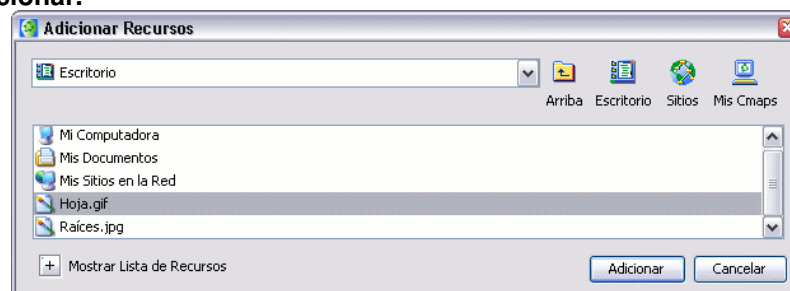 cionar.
Adicionar Recursos
Escritorio
Arriba Escritorio Sitios Mis Cmaps
Mi Computadora
Mis Documentos
Mis Sitios en la Red
Hoja.gif
Raíces.jpg
+ Mostrar Lista de Recursos
Adicionar Cancelar